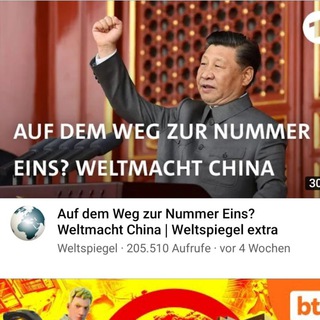 AUF DEM WEG ZUR NUMMER
EINS? WELTMACHT CHINA
30
Auf dem Weg zur Nummer Eins?
Weltmacht China | Weltspiegel extra
Weltspiegel · 205.510 Aufrufe · vor 4 Wochen
bt